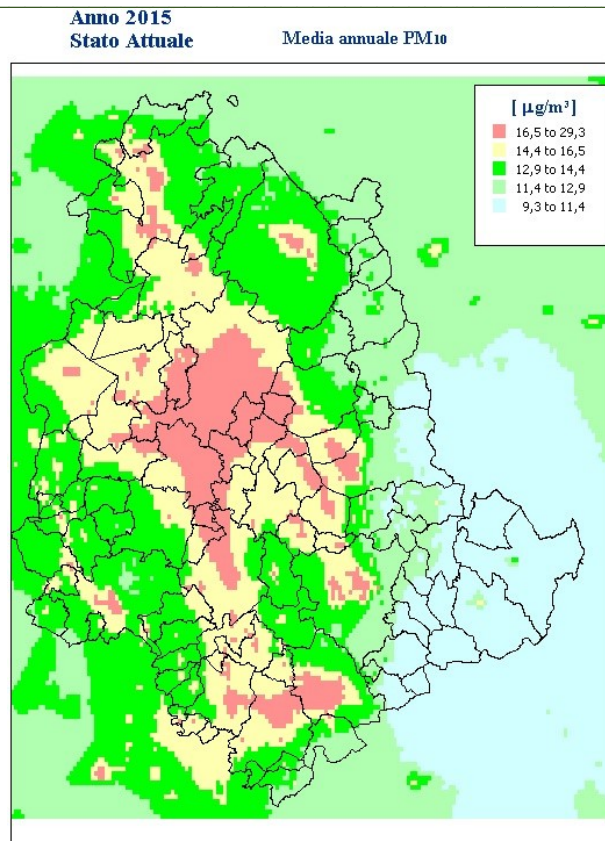 Anno 2015
Stato Attuale
Media annuale PM10
[ μg/m³]
16,5 to 29,3
14,4 to 16,5
12,9 to 14,4
11,4 to 12,9
9,3 to 11,4